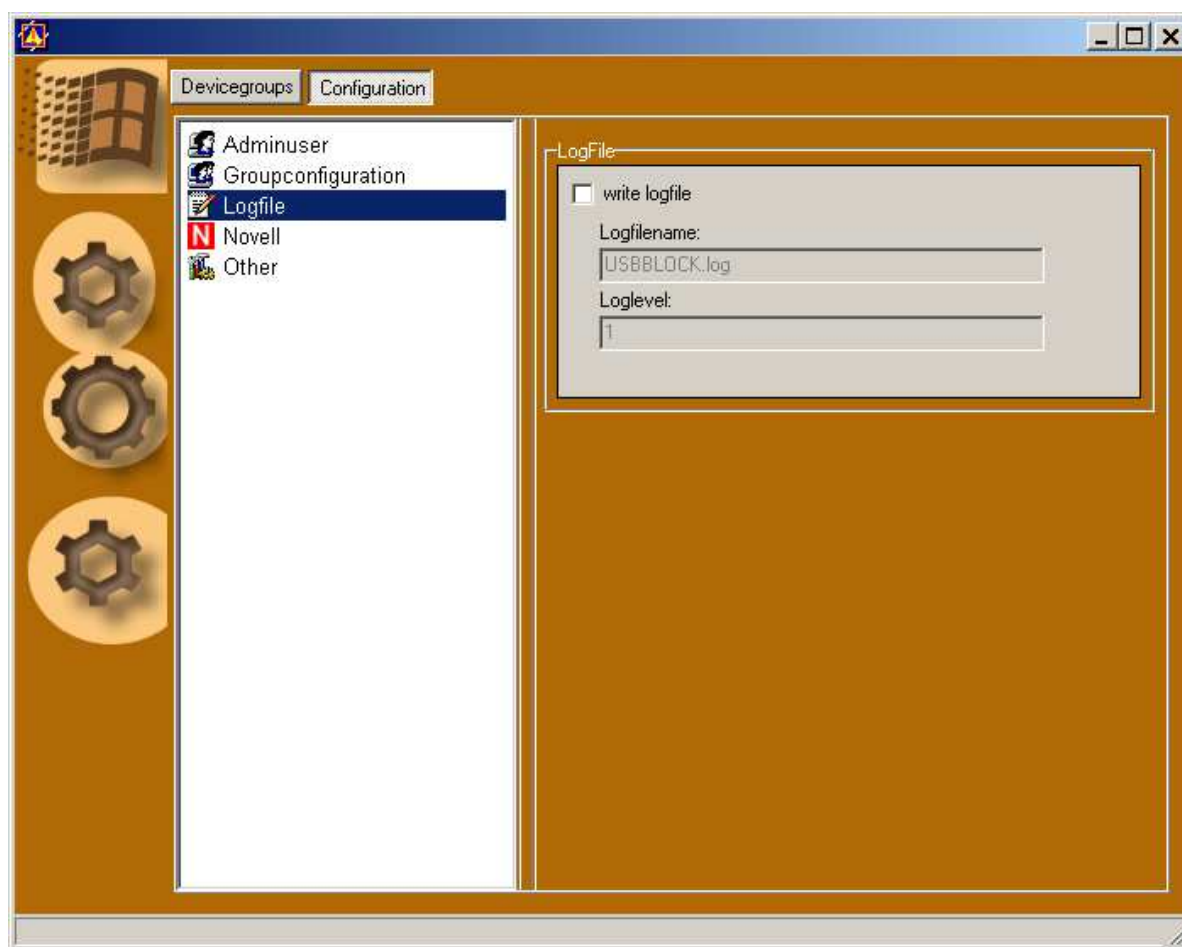 Devicegroups
Configuration
Adminuser
Groupconfiguration
Logfile
N Novell
Other
LogFile
write logfile
Logfilename:
USBBLOCK.log
Loglevel:
1